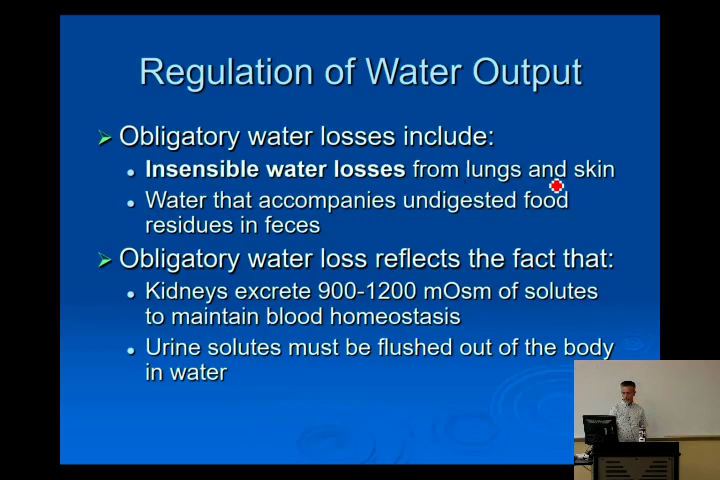 Regulation of Water Output
Obligatory water losses include:
Insensible water losses from lungs and skin
Water that accompanies undigested food
residues in feces
Obligatory water loss reflects the fact that:
Kidneys excrete 900-1200 mOsm of solutes
to maintain blood homeostasis
Urine solutes must be flushed out of the body
in water